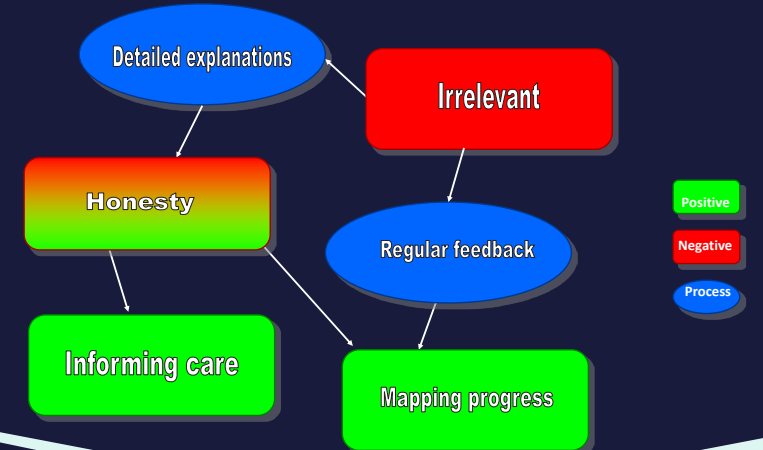 Detailed explanations
Irrelevant
Honesty
Positive
Regular feedback
Negative
Process
Informing care
Mapping progress